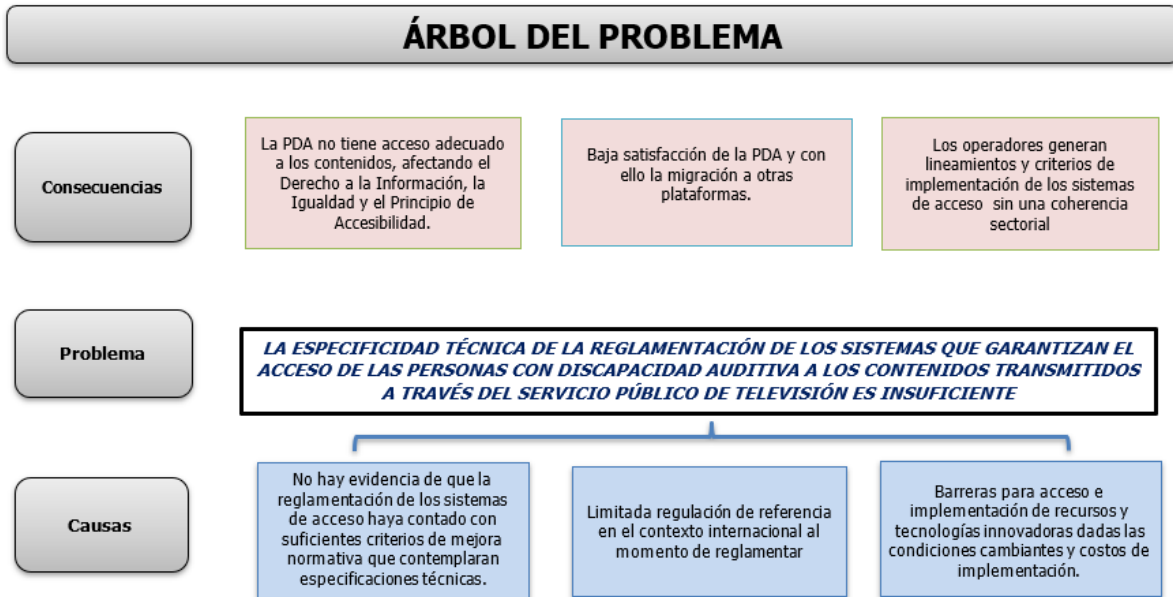 ÁRBOL DEL PROBLEMA
Consecuencias
La PDA no tiene acceso adecuado
a los contenidos, afectando el
Derecho a la Información, la
Igualdad y el Principio de
Accesibilidad.
Baja satisfacción de la PDA y con
ello la migración a otras
plataformas.
Los operadores generan
lineamientos y criterios de
implementación de los sistemas
de acceso sin una coherencia
sectorial
Problema
LA ESPECIFICIDAD TÉCNICA DE LA REGLAMENTACIÓN DE LOS SISTEMAS QUE GARANTIZAN EL
ACCESO DE LAS PERSONAS CON DISCAPACIDAD AUDITIVA A LOS CONTENIDOS TRANSMITIDOS
A TRAVÉS DEL SERVICIO PÚBLICO DE TELEVISIÓN ES INSUFICIENTE
Causas
No hay evidencia de que la
reglamentación de los sistemas
de acceso haya contado con
suficientes criterios de mejora
normativa que contemplaran
especificaciones técnicas.
Limitada regulación de referencia
en el contexto internacional al
momento de reglamentar
Barreras para acceso e
implementación de recursos y
tecnologías innovadoras dadas las
condiciones cambiantes y costos de
implementación.